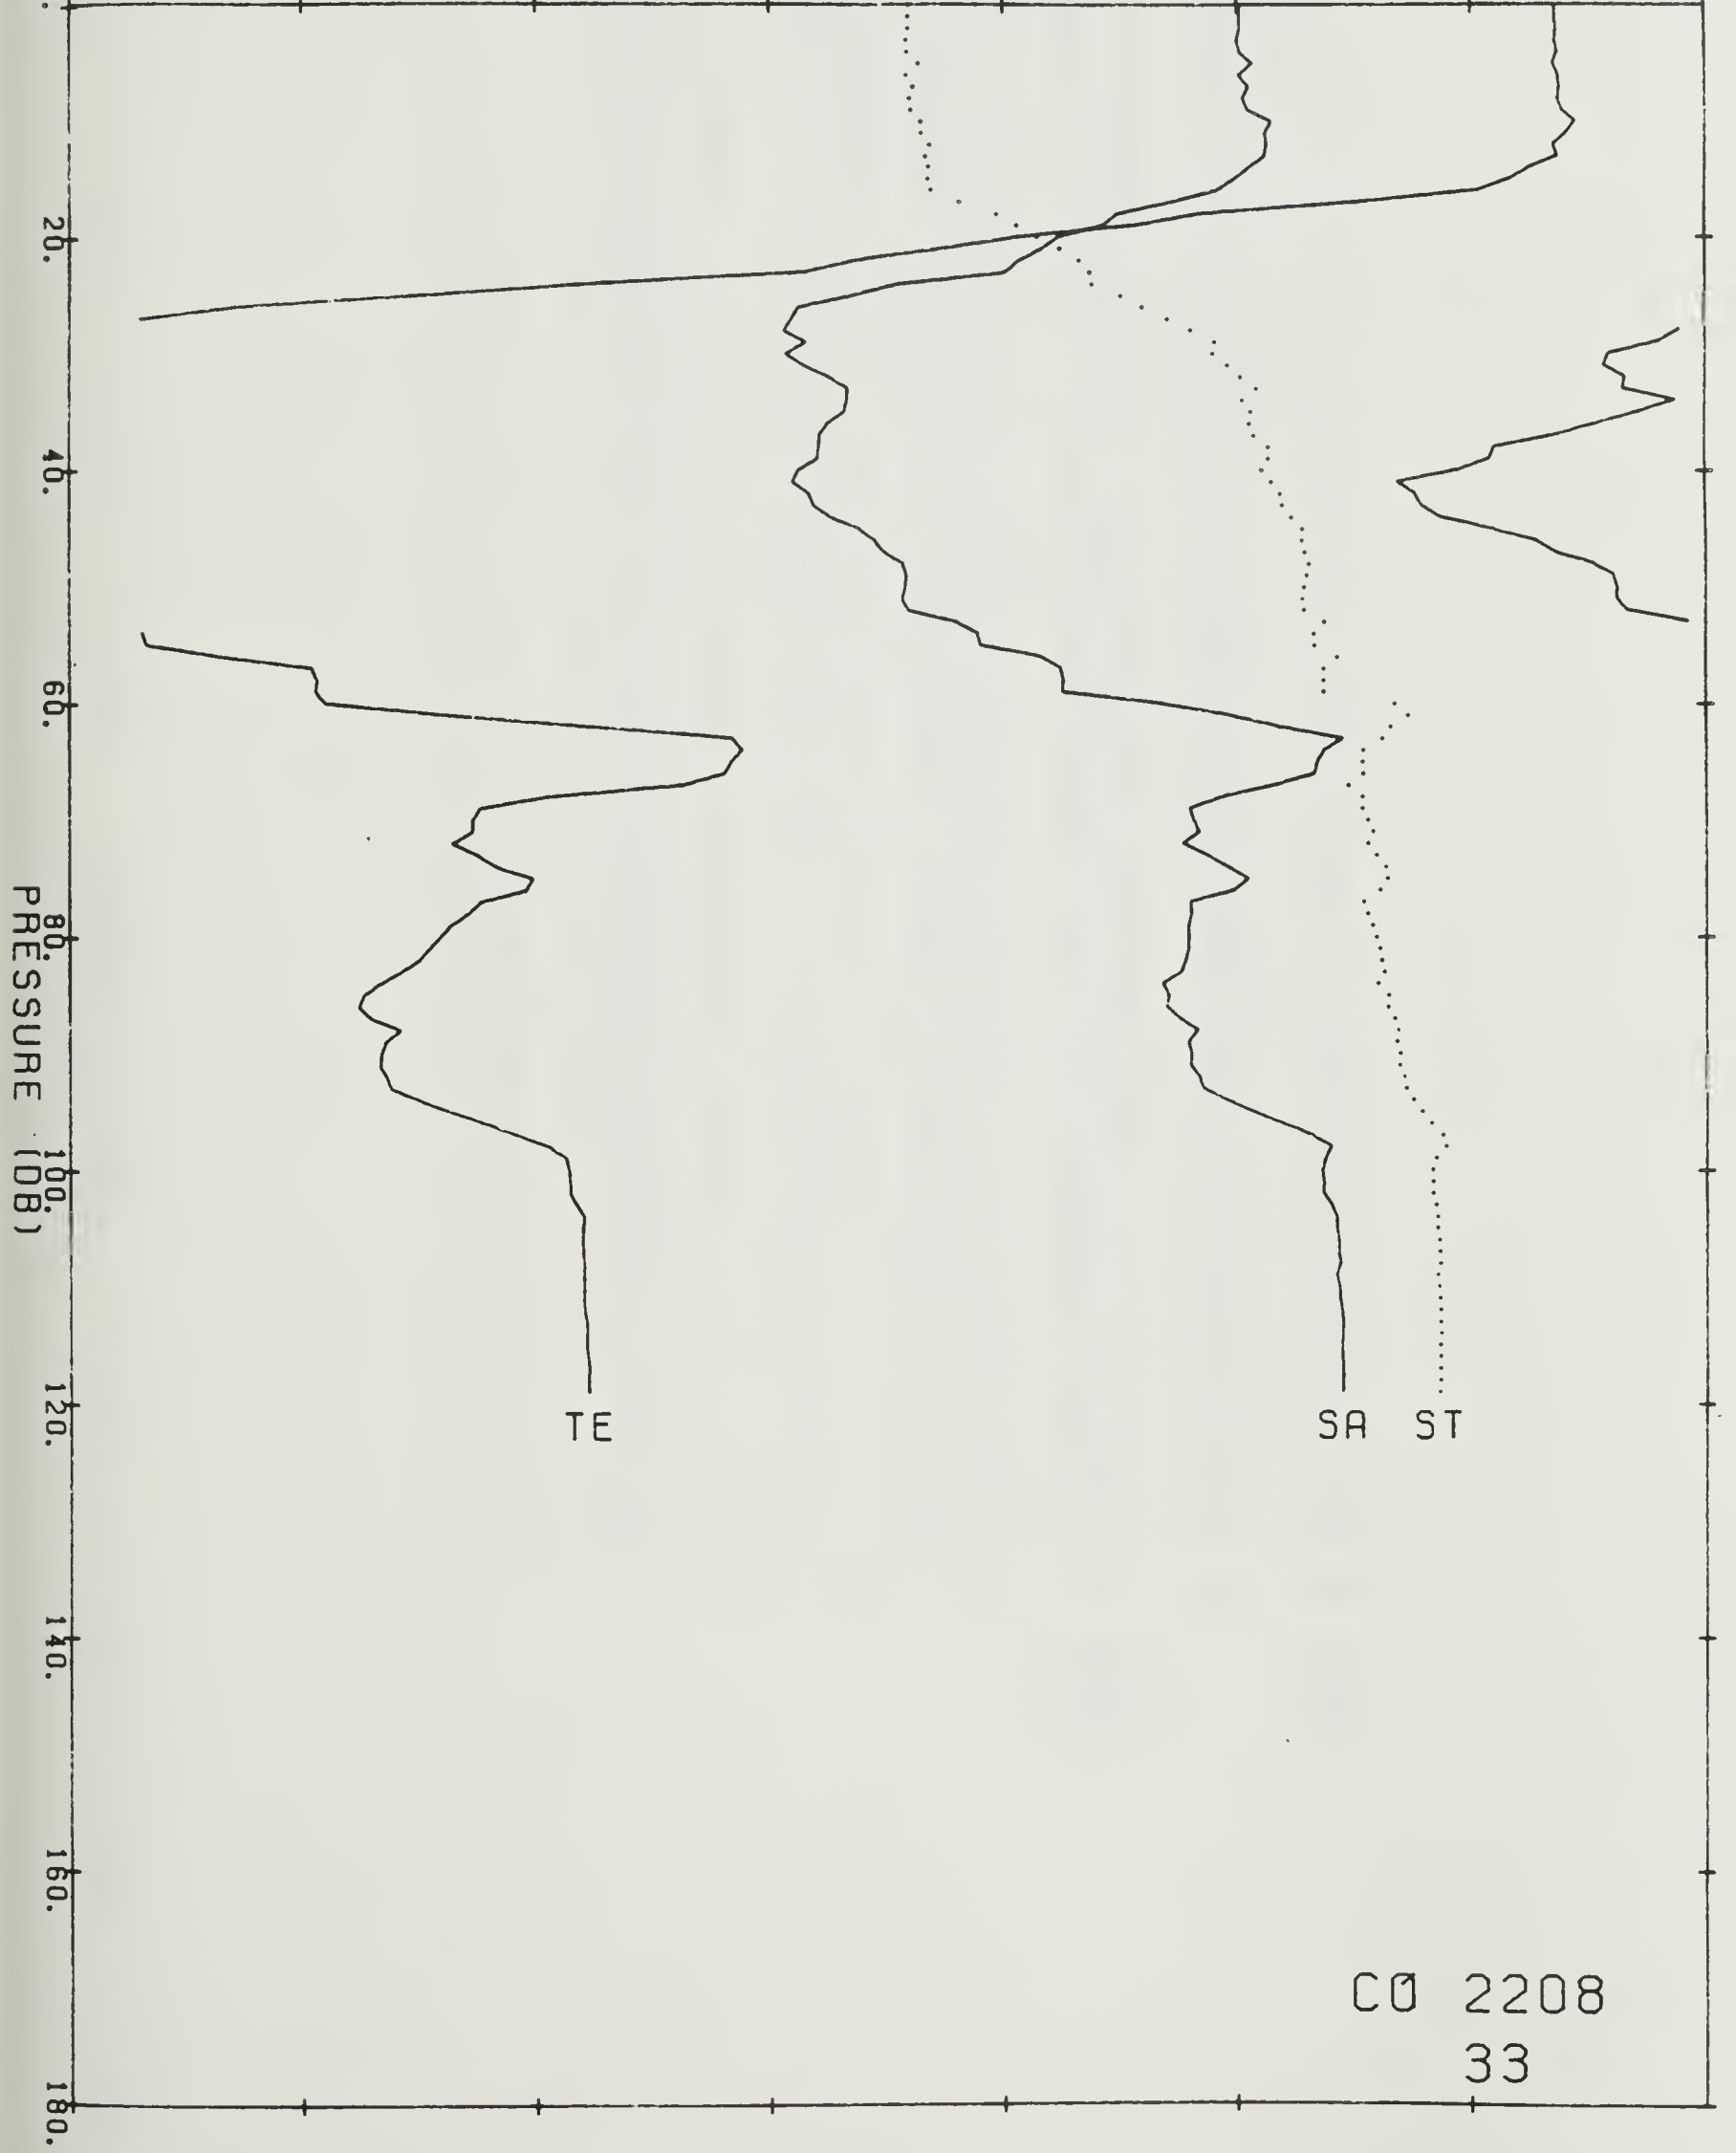 20.
40.
60.
80.
100.
120.
140.
160.
180.
PRESSURE (DB)
TE
SA ST
CØ 2208
33